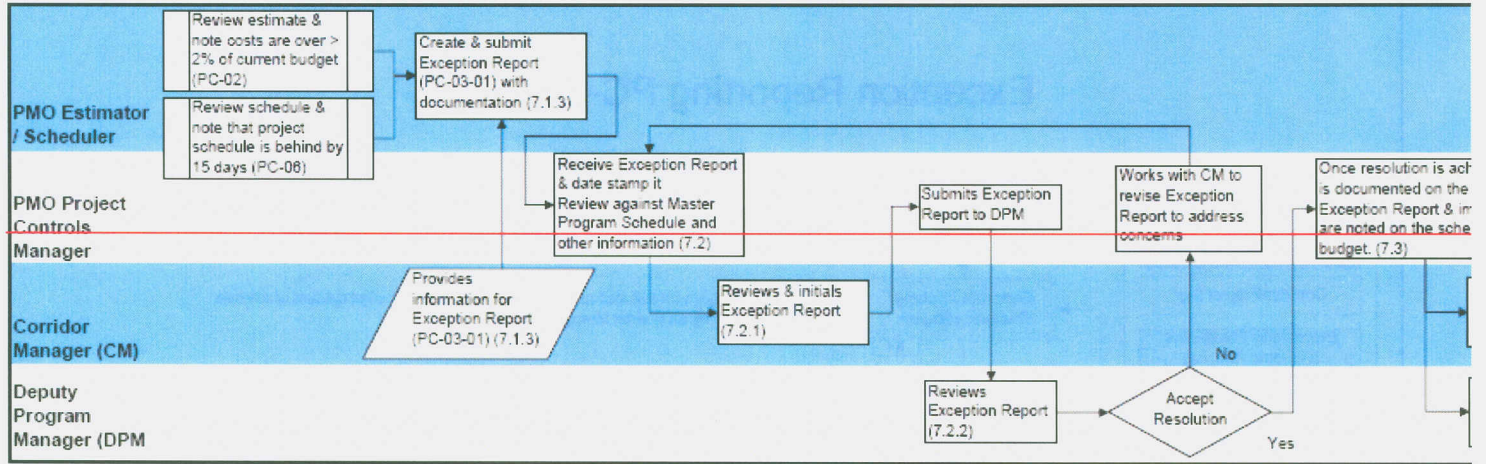 Review estimate &
note costs are over >
2% of current budget
(PC-02)
Review schedule &
note that project
schedule is behind by
15 days (PC-06)
Create & submit
Exception Report
(PC-03-01) with
documentation (7.1.3)
Exception Reporting
PMO Estimator
/ Scheduler
Receive Exception Report
& date stamp it
Review against Master
Program Schedule and
other information (7.2)
Submits Exception
Report to DPM
Works with CM to
revise Exception
Report to address
concerns
Once resolution is
is documented on the
Exception Report &
are noted on the
budget. (7.3)
PMO Project
Controls
Manager
Provides
information for
Exception Report
(PC-03-01) (7.1.3)
Reviews & initials
Exception Report
(7.2.1)
Corridor
Manager (CM)
No
Deputy
Program
Manager (DPM
Reviews
Exception Report
(7.2.2)
Accept
Resolution
Yes